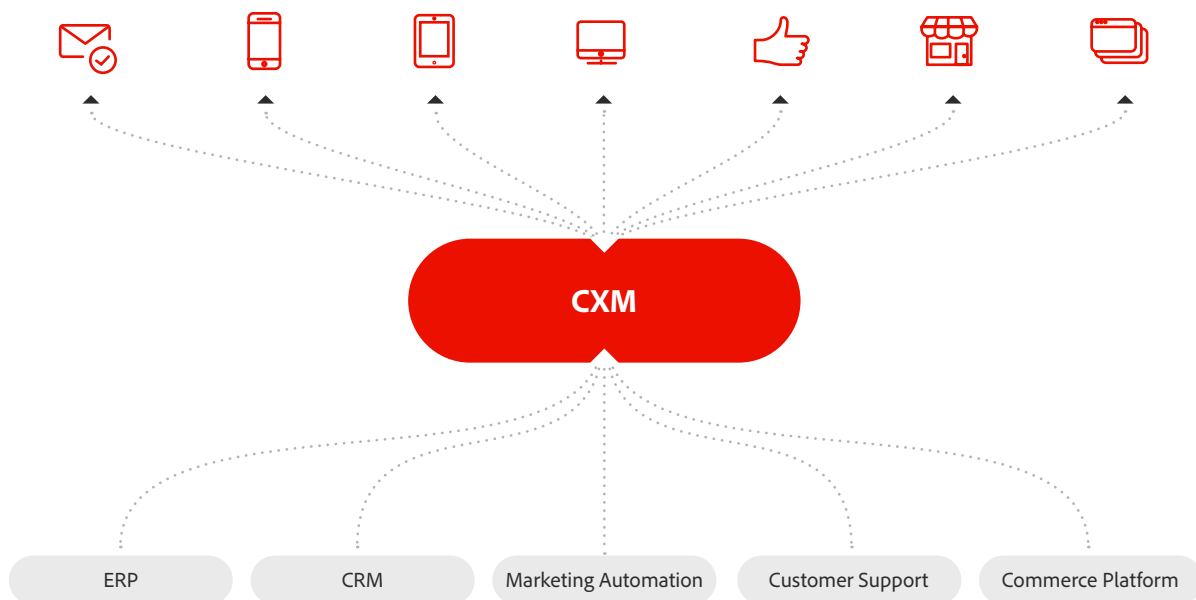 CXM
ERP
CRM
Marketing Automation
Customer Support
Commerce Platform